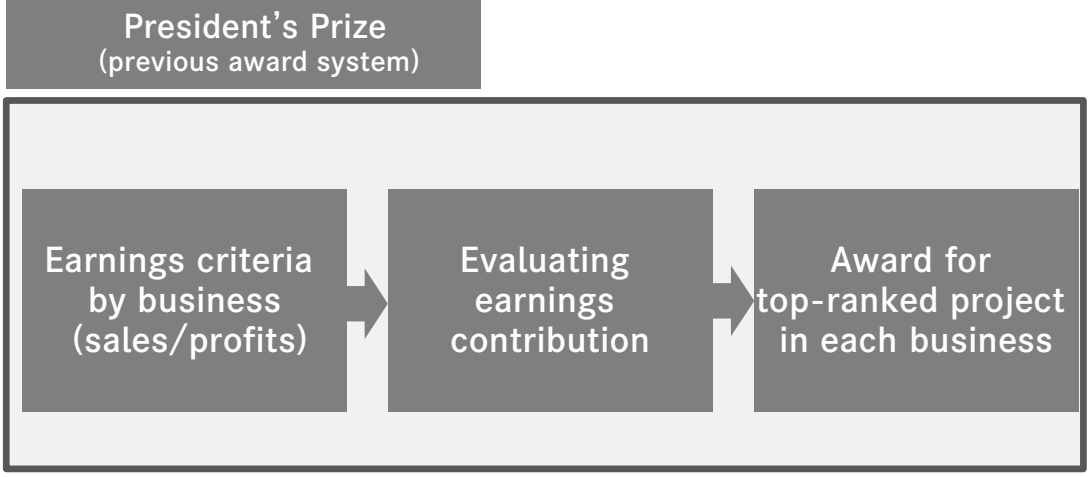 President’s Prize
(previous award system)
Earnings criteria
by business
(sales/profits)
Evaluating
earnings
contribution
Award for
top-ranked project
in each business